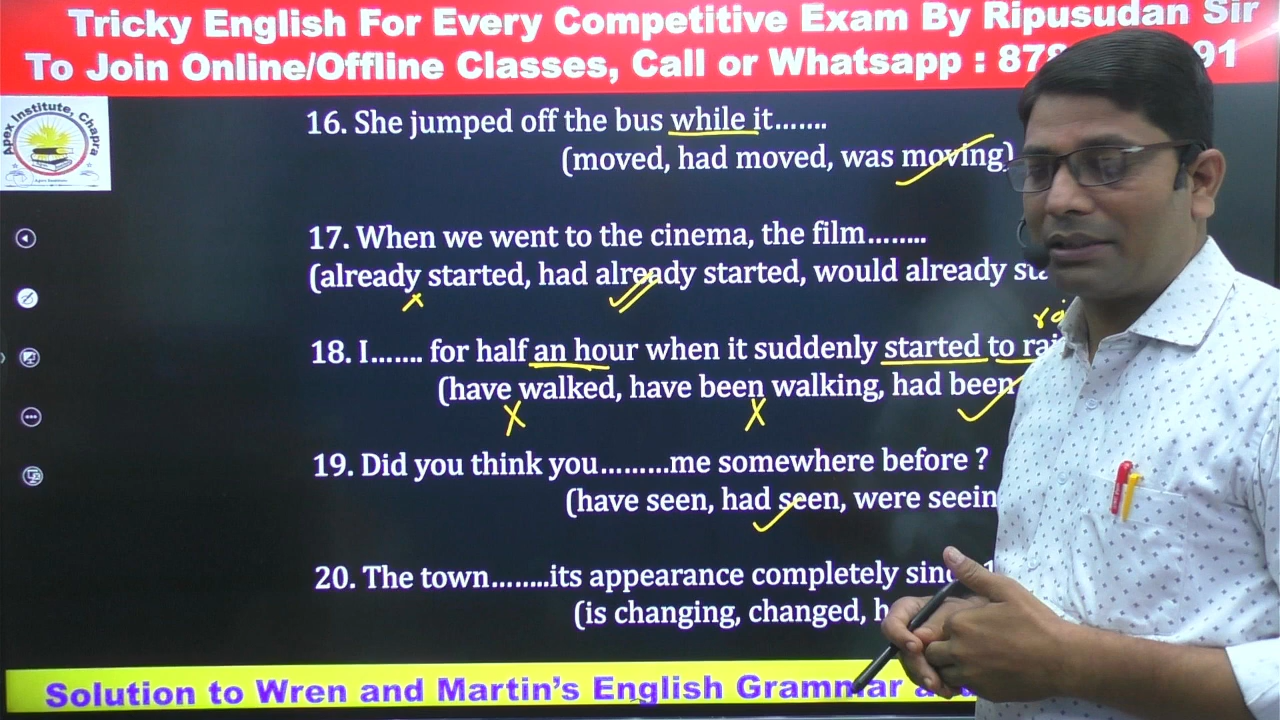 Tricky English For Every Competitive Exam By Ripusudan Sir
To Join Online/Offline Classes, Call or Whatsapp : 878 91
Apex Institute, Chapra
16. She jumped off the bus while it.......
(moved, had moved, was moving)
17. When we went to the cinema, the film........
(already started, had already started, would already
18. I....... for half an hour when it suddenly started to
(have walked, have been walking, had been
19. Did you think you.........me somewhere before ?
(have seen, had seen, were
20. The town........its appearance completely
(is changing, changed,
Solution to Wren and Martin's English Grammar